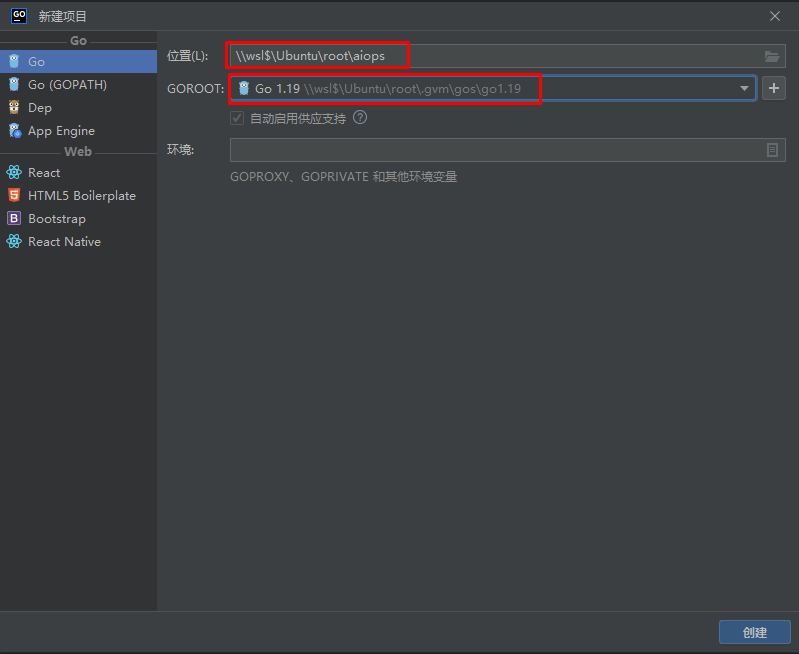 GO 新建项目
Go
Go
Go (GOPATH)
Dep
App Engine
Web
React
5 HTML5 Boilerplate
B Bootstrap
React Native
位置(L): \\wsl$\Ubuntu\root\aiops
GOROOT: Go 1.19 \\wsl$\Ubuntu\root\.gvm\gos\go1.19
自动启用供应支持 ?
环境:
GOPROXY、GOPRIVATE 和其他环境变量
创建